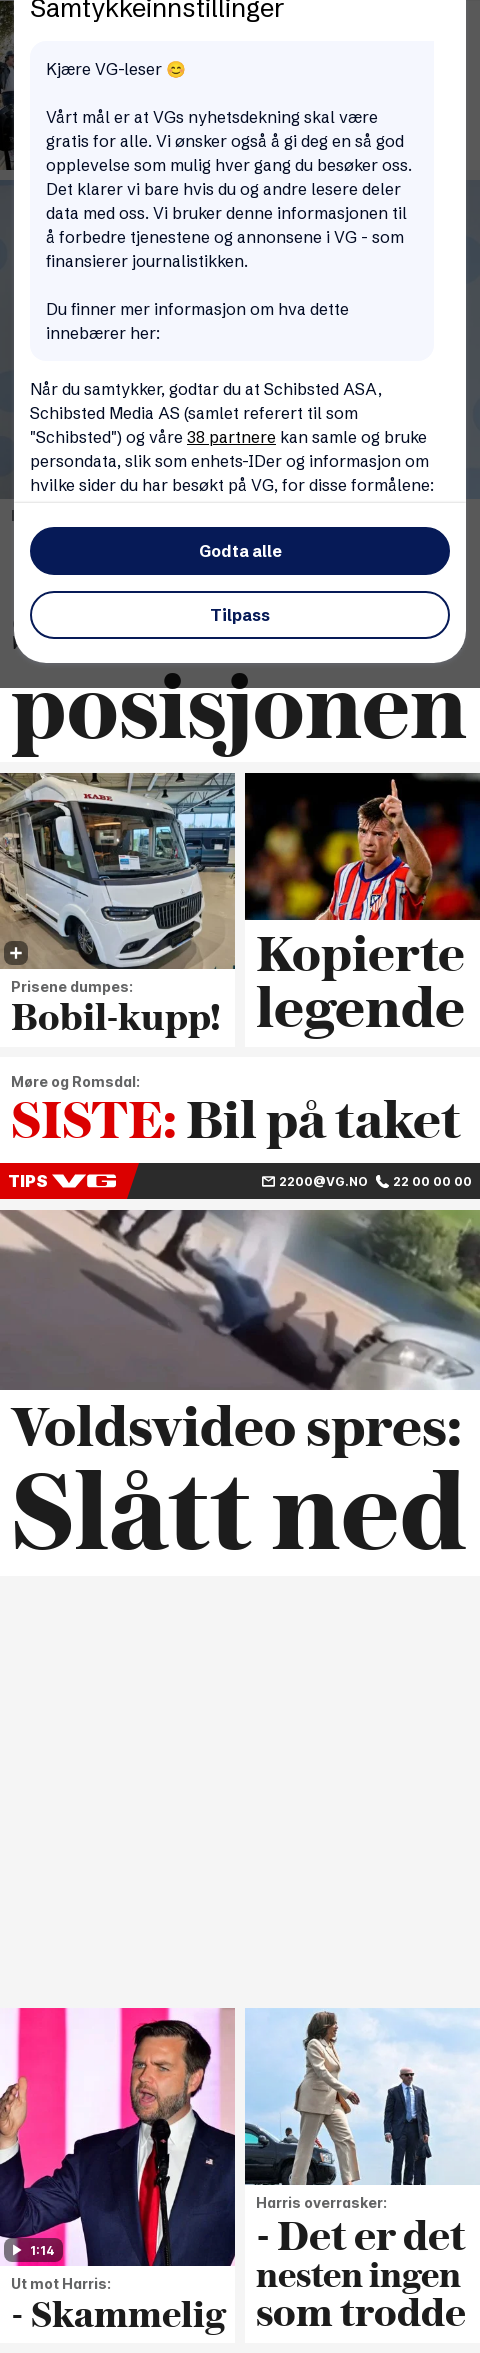 Samtykkeinnstillinger
Kjære VG-leser 😊
Vårt mål er at VGs nyhetsdekning skal være
gratis for alle. Vi ønsker også å gi deg en så god
opplevelse som mulig hver gang du besøker oss.
Det klarer vi bare hvis du og andre lesere deler
data med oss. Vi bruker denne informasjonen til
å forbedre tjenestene og annonsene i VG - som
finansierer journalistikken.
Du finner mer informasjon om hva dette
innebærer her:
Når du samtykker, godtar du at Schibsted ASA,
Schibsted Media AS (samlet referert til som
"Schibsted") og våre 38 partnere kan samle og bruke
persondata, slik som enhets-IDer og informasjon om
hvilke sider du har besøkt på VG, for disse formålene:
Godta alle
Tilpass
posisjonen
KABE
Prisene dumpes:
Bobil-kupp!
Kopierte
legende
Møre og Romsdal:
SISTE: Bil på taket
TIPS VG 2200@VG.NO 22 00 00 00
Voldsvideo spres:
Slått ned
1:14
Ut mot Harris:
- Skammelig
Harris overrasker:
- Det er det
nesten ingen
som trodde